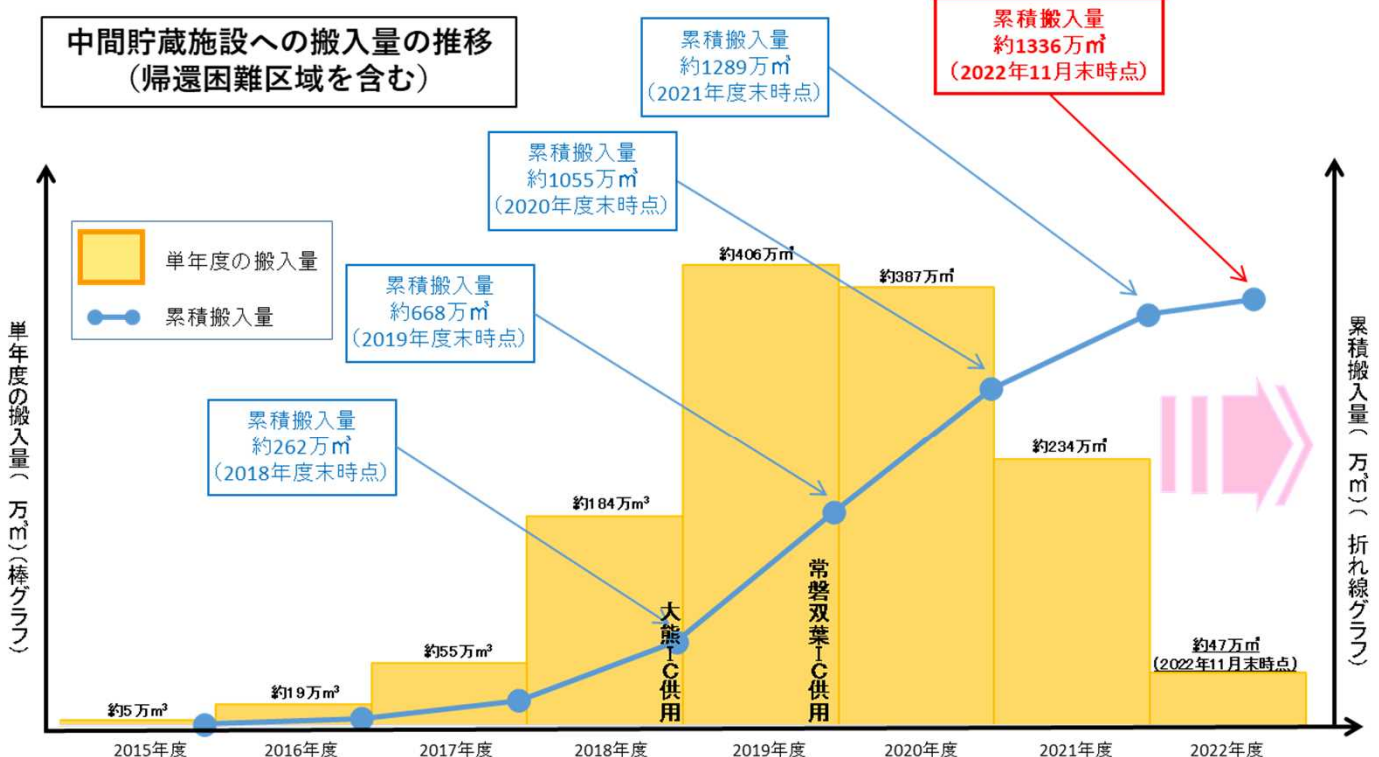 中間貯蔵施設への搬入量の推移
(帰還困難区域を含む)
累積搬入量
約1289万㎥
(2021年度末時点)
累積搬入量
約1336万㎥
(2022年11月末時点)
累積搬入量
約1055万㎥
(2020年度末時点)
単年度の搬入量
累積搬入量
累積搬入量
約668万㎥
(2019年度末時点)
累積搬入量
約262万㎥
(2018年度末時点)
約5万m³
約19万m³
約55万m³
約184万m³
約406万㎥
約387万㎥
約234万㎥
約47万㎥
(2022年11月末時点)
大熊IC供用
常磐双葉IC供用
単年度の搬入量( 万㎥)(棒グラフ)
累積搬入量( 万㎥)( 折れ線グラフ)
2015年度
2016年度
2017年度
2018年度
2019年度
2020年度
2021年度
2022年度